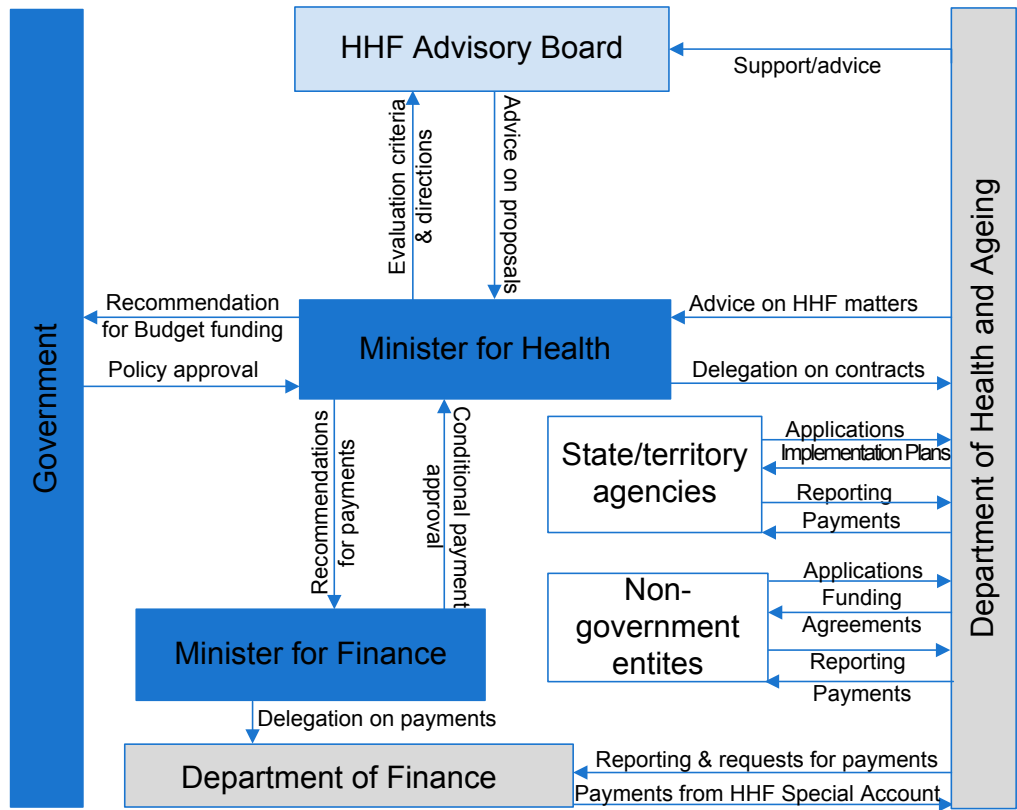 HHF Advisory Board
Support/advice
Evaluation criteria
& directions
Advice on
proposals
Government
Department of Health and Ageing
Recommendation
for Budget funding
Policy approval
Minister for Health
Advice on HHF matters
Delegation on contracts
Recommendations
for payments
Conditional payment
approval
State/territory
agencies
Applications
Implementation Plans
Reporting
Payments
Non-
government
entites
Applications
Funding
Agreements
Reporting
Payments
Minister for Finance
Delegation on payments
Department of Finance
Reporting & requests for payments
Payments from HHF Special Account